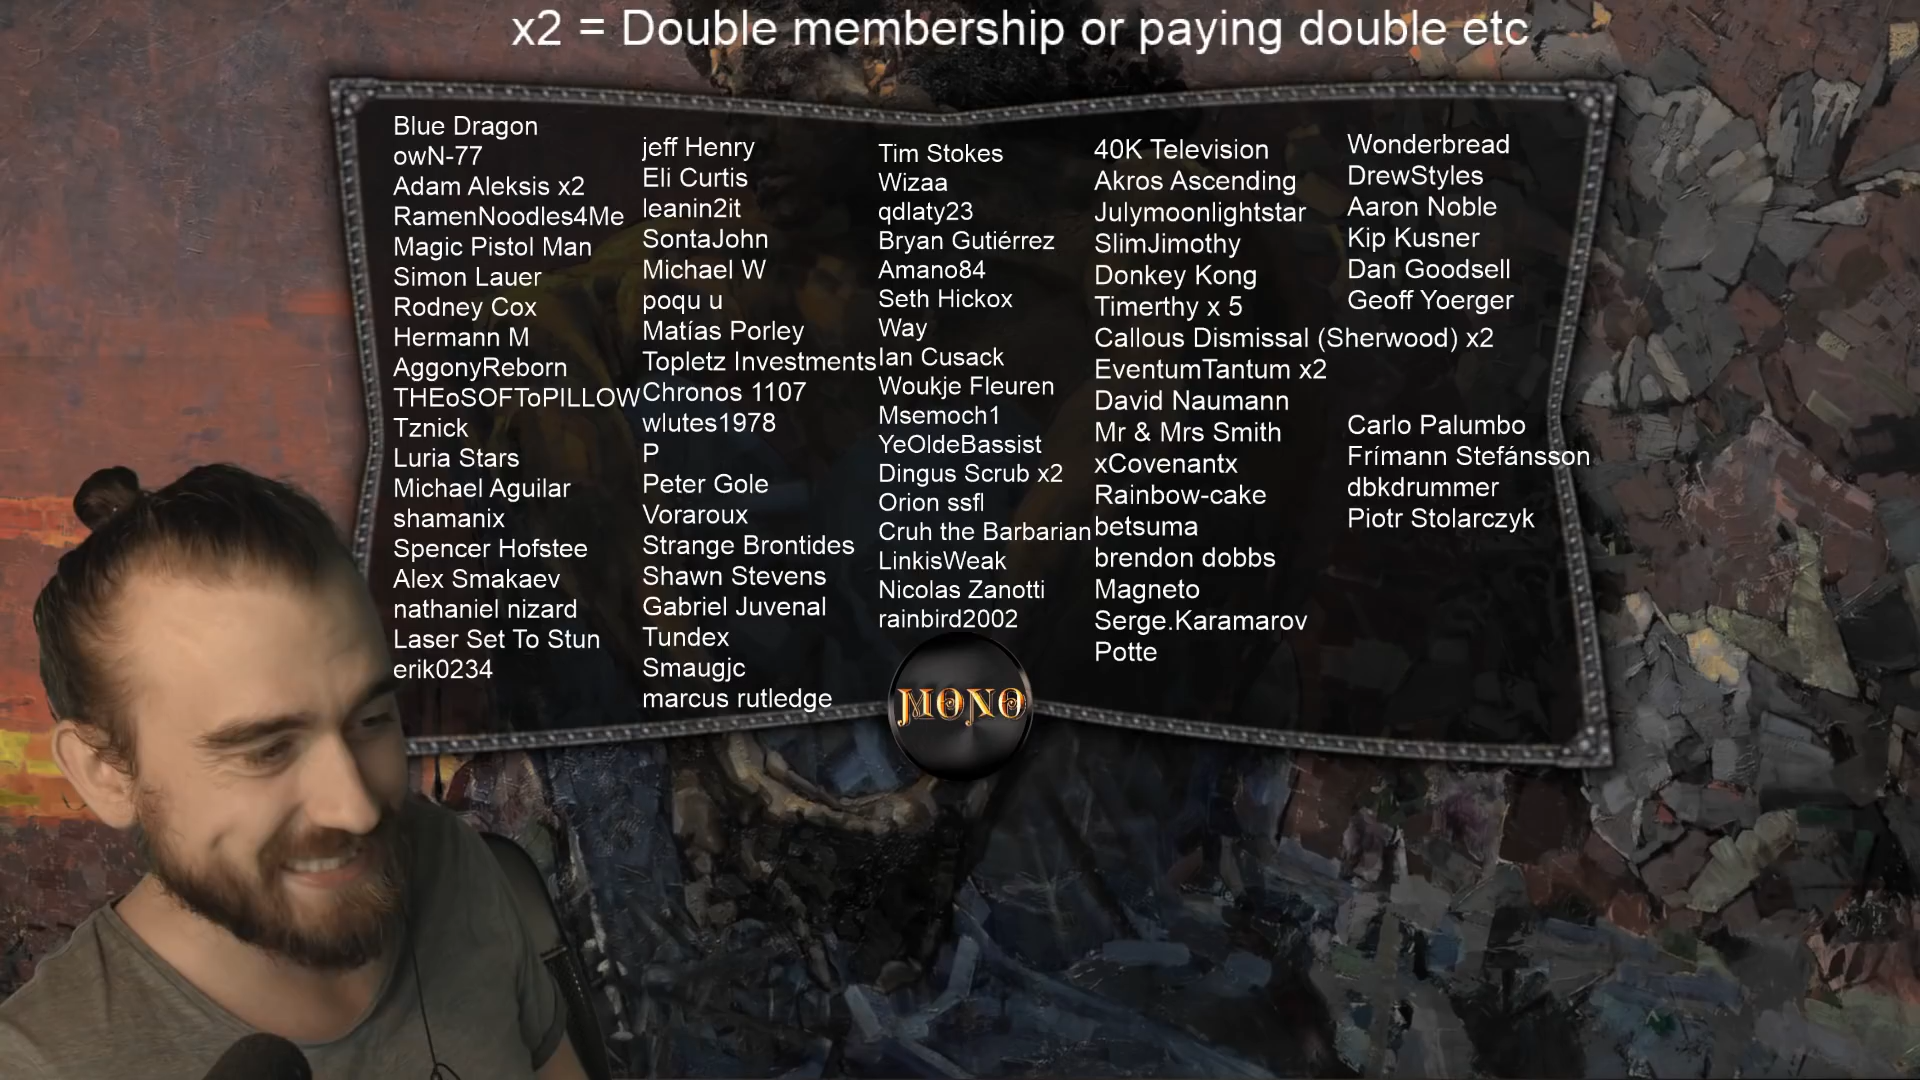 x2 = Double membership or paying double etc
Blue Dragon
owN-77
Adam Aleksis x2
RamenNoodles4Me
Magic Pistol Man
Simon Lauer
Rodney Cox
Hermann M
AggonyReborn
THEoSOFToPILLOW
Tznick
Luria Stars
Michael Aguilar
shamanix
Spencer Hofstee
Alex Smakaev
nathaniel nizard
Laser Set To Stun
erik0234
jeff Henry
Eli Curtis
leanin2it
SontaJohn
Michael W
poqu u
Matías Porley
Topletz Investments
Chronos 1107
wlutes1978
P
Peter Gole
Voraroux
Strange Brontides
Shawn Stevens
Gabriel Juvenal
Tundex
Smaugjc
marcus rutledge
Tim Stokes
Wizaa
qdlaty23
Bryan Gutiérrez
Amano84
Seth Hickox
Way
Ian Cusack
Woukje Fleuren
Msemoch1
YeOldeBassist
Dingus Scrub x2
Orion ssfl
Cruh the Barbarian
LinkisWeak
Nicolas Zanotti
rainbird2002
MONO
40K Television
Akros Ascending
Julymoonlightstar
SlimJimothy
Donkey Kong
Timerthy x 5
Callous Dismissal (Sherwood) x2
EventumTantum x2
David Naumann
Mr & Mrs Smith
xCovenantx
Rainbow-cake
betsuma
brendon dobbs
Magneto
Serge.Karamarov
Potte
Wonderbread
DrewStyles
Aaron Noble
Kip Kusner
Dan Goodsell
Geoff Yoerger
Carlo Palumbo
Frímann Stefánsson
dbkdrummer
Piotr Stolarczyk